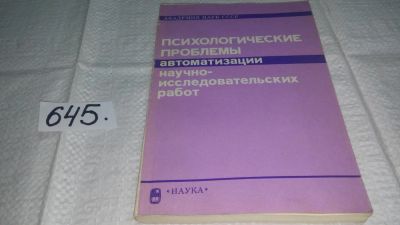 АКАДЕМИЯ НАУК СССР
ПСИХОЛОГИЧЕСКИЕ
ПРОБЛЕМЫ
автоматизации
научно-
исследовательских
работ
«НАУКА»
645.